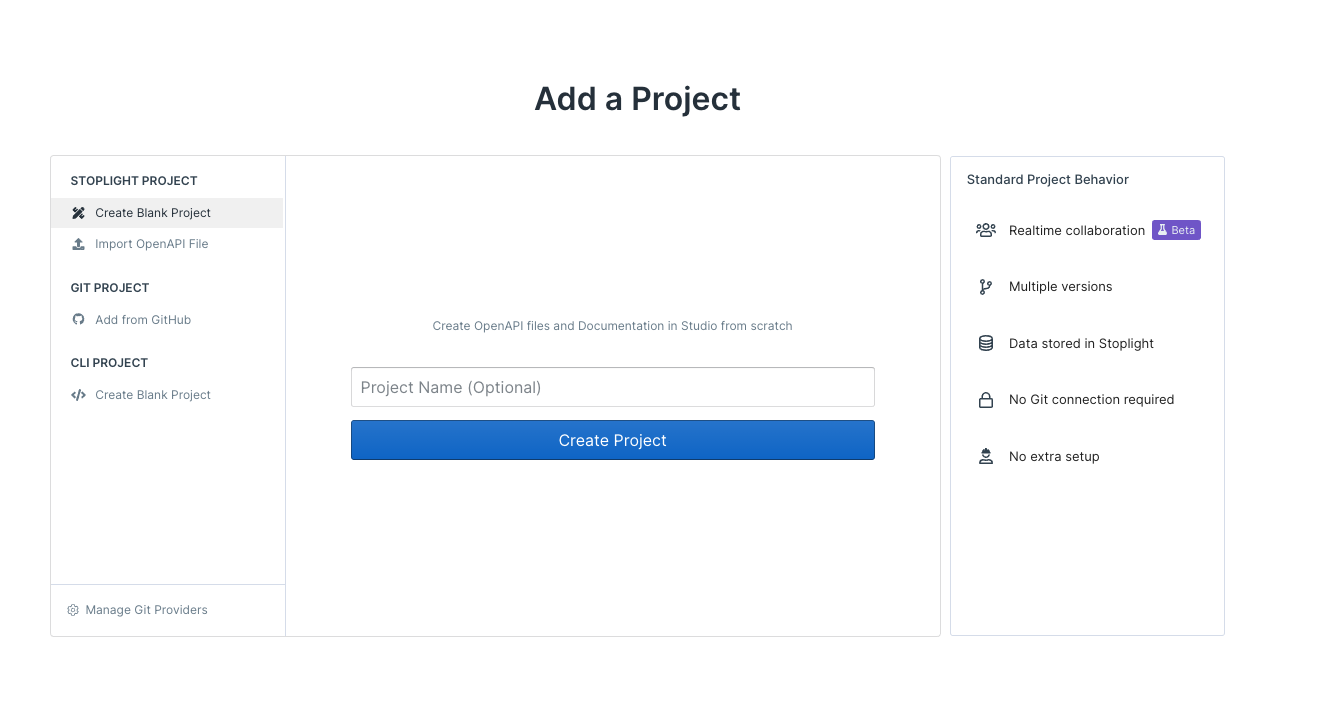 Add a Project
STOPLIGHT PROJECT
Create Blank Project
Import OpenAPI File
GIT PROJECT
Add from GitHub
CLI PROJECT
Create Blank Project
Manage Git Providers
Create OpenAPI files and Documentation in Studio from scratch
Project Name (Optional)
Create Project
Standard Project Behavior
Realtime collaboration Beta
Multiple versions
Data stored in Stoplight
No Git connection required
No extra setup